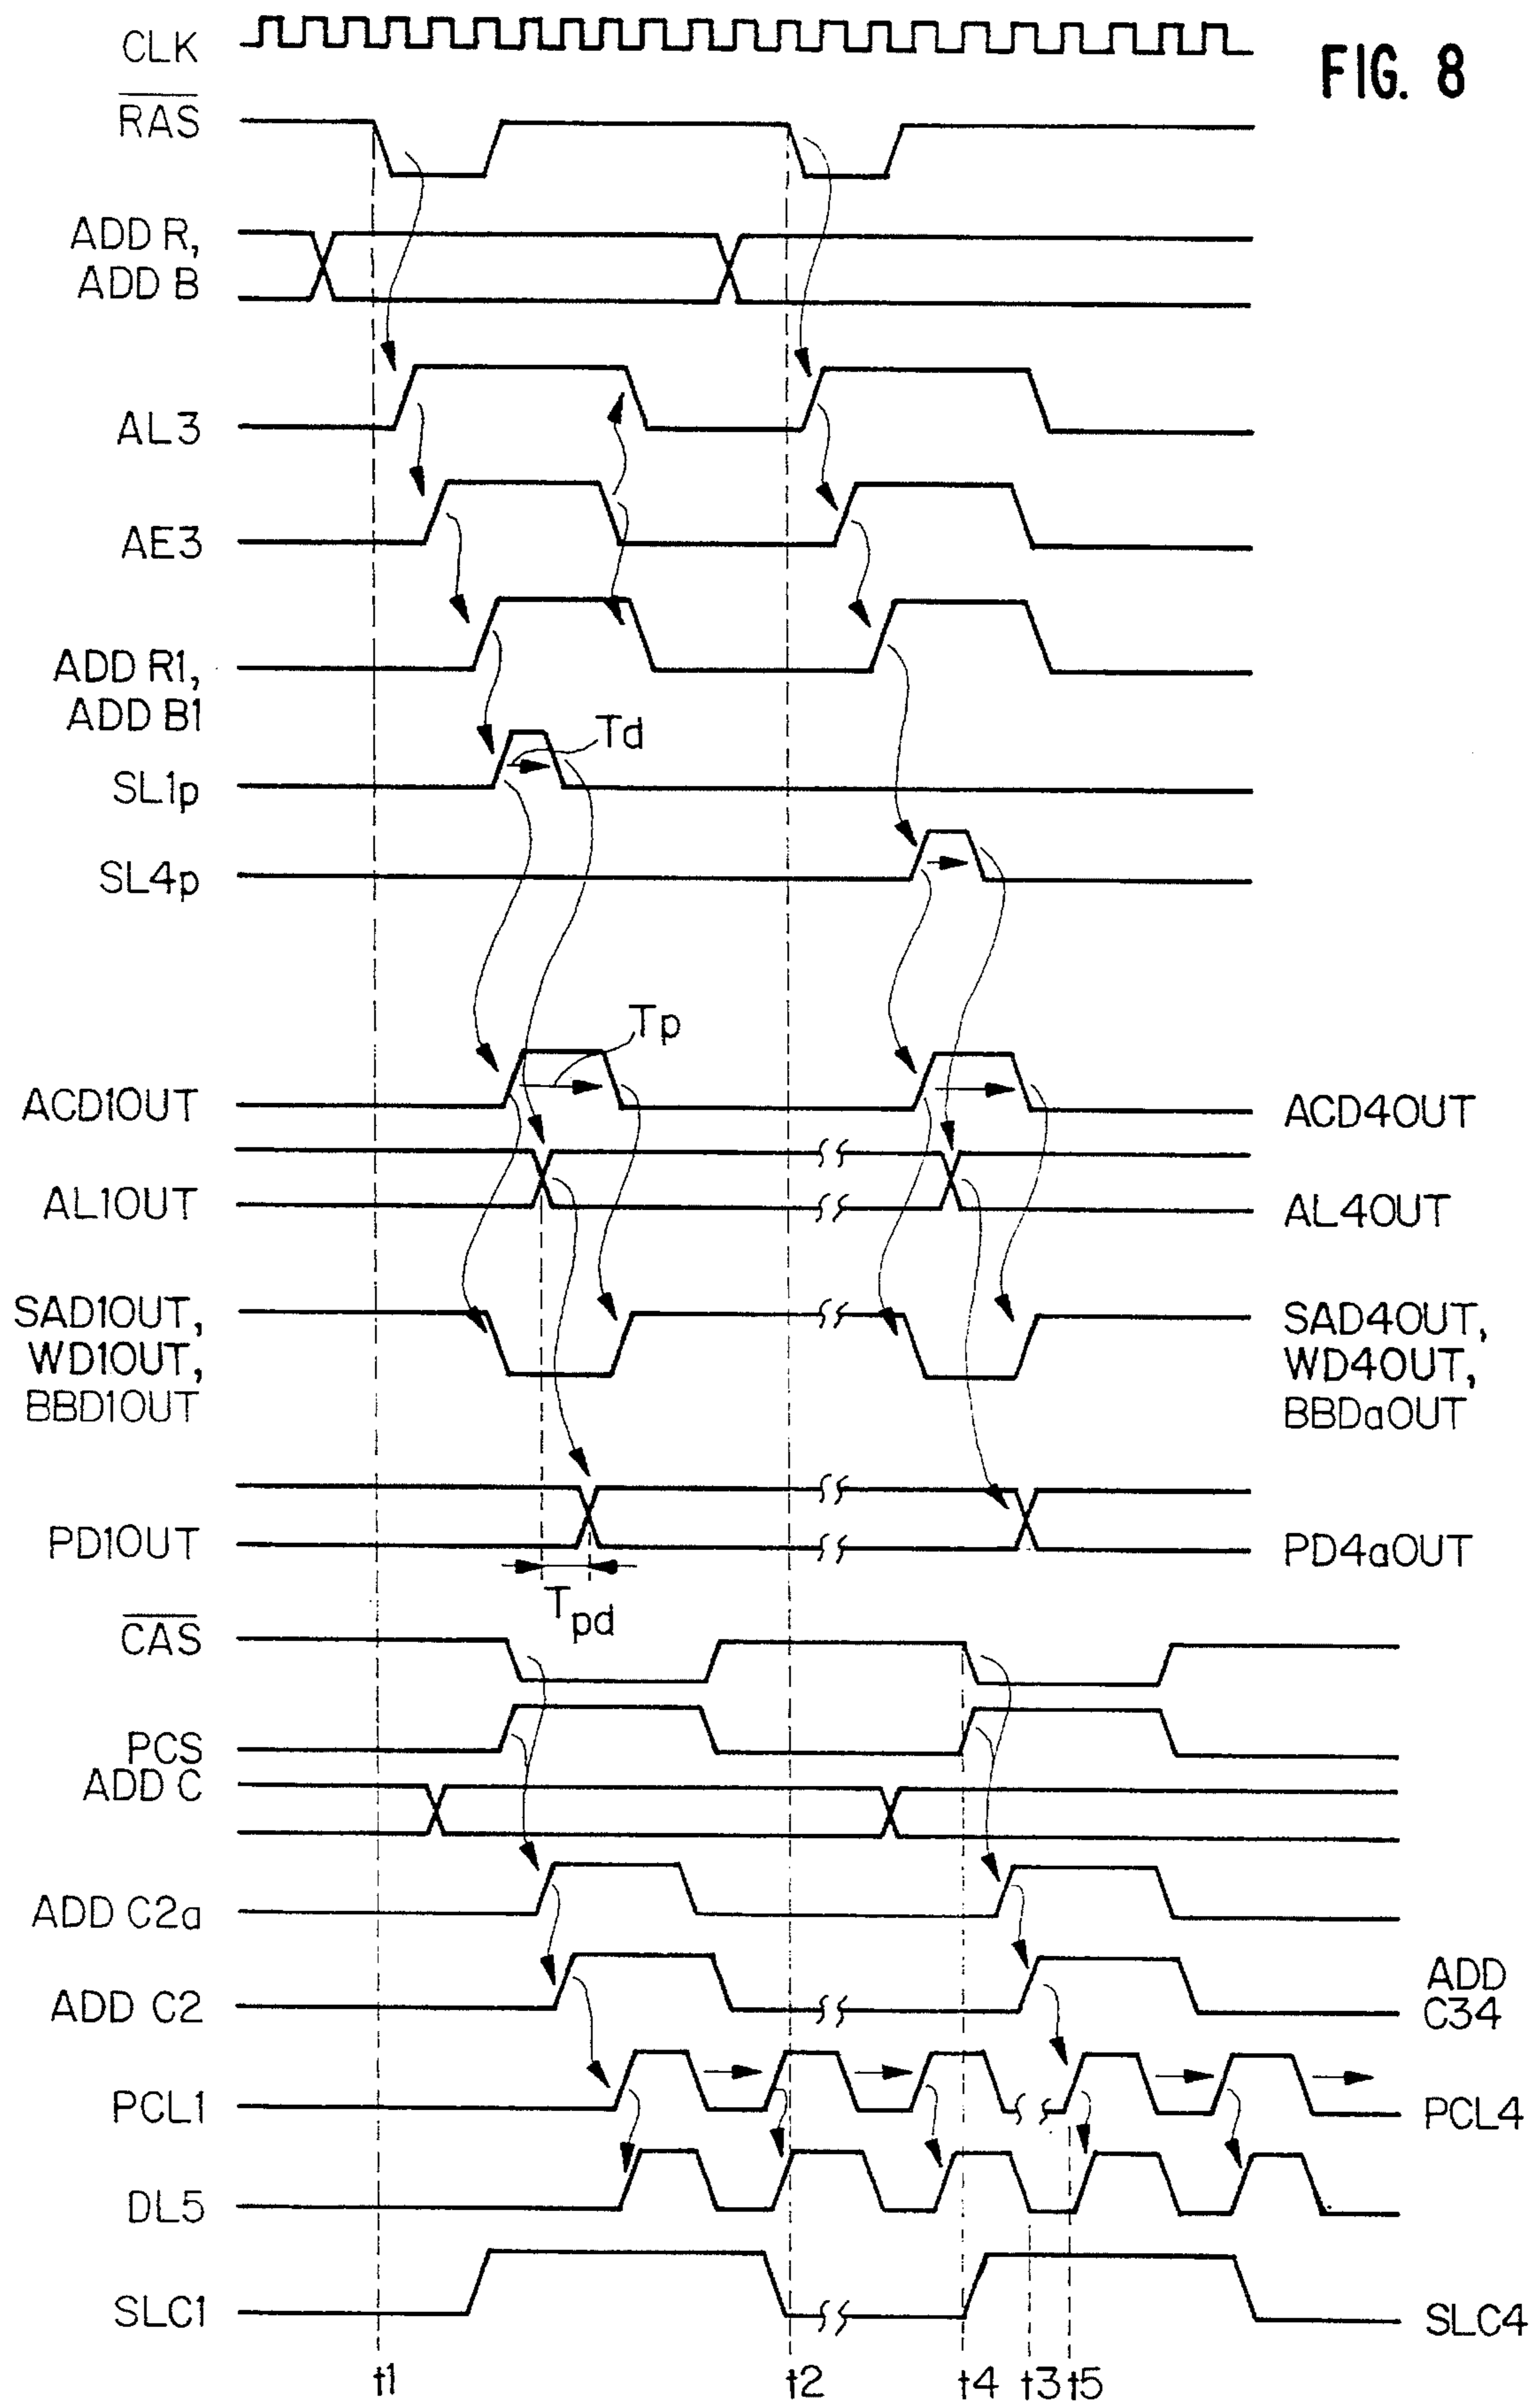 CLK
FIG. 8
RAS
ADD R,
ADD B
AL3
AE3
ADD R1,
ADD B1
Td
SL1p
SL4p
Tp
ACD1OUT
ACD4OUT
AL1OUT
AL4OUT
SAD1OUT,
WD1OUT,
BBD1OUT
SAD4OUT,
WD4OUT,
BBDaOUT
PD1OUT
PD4aOUT
Tpd
CAS
PCS
ADD C
ADD C2a
ADD C2
ADD
C34
PCL1
PCL4
DL5
SLC1
SLC4
t1
t2
t4
t3
t5